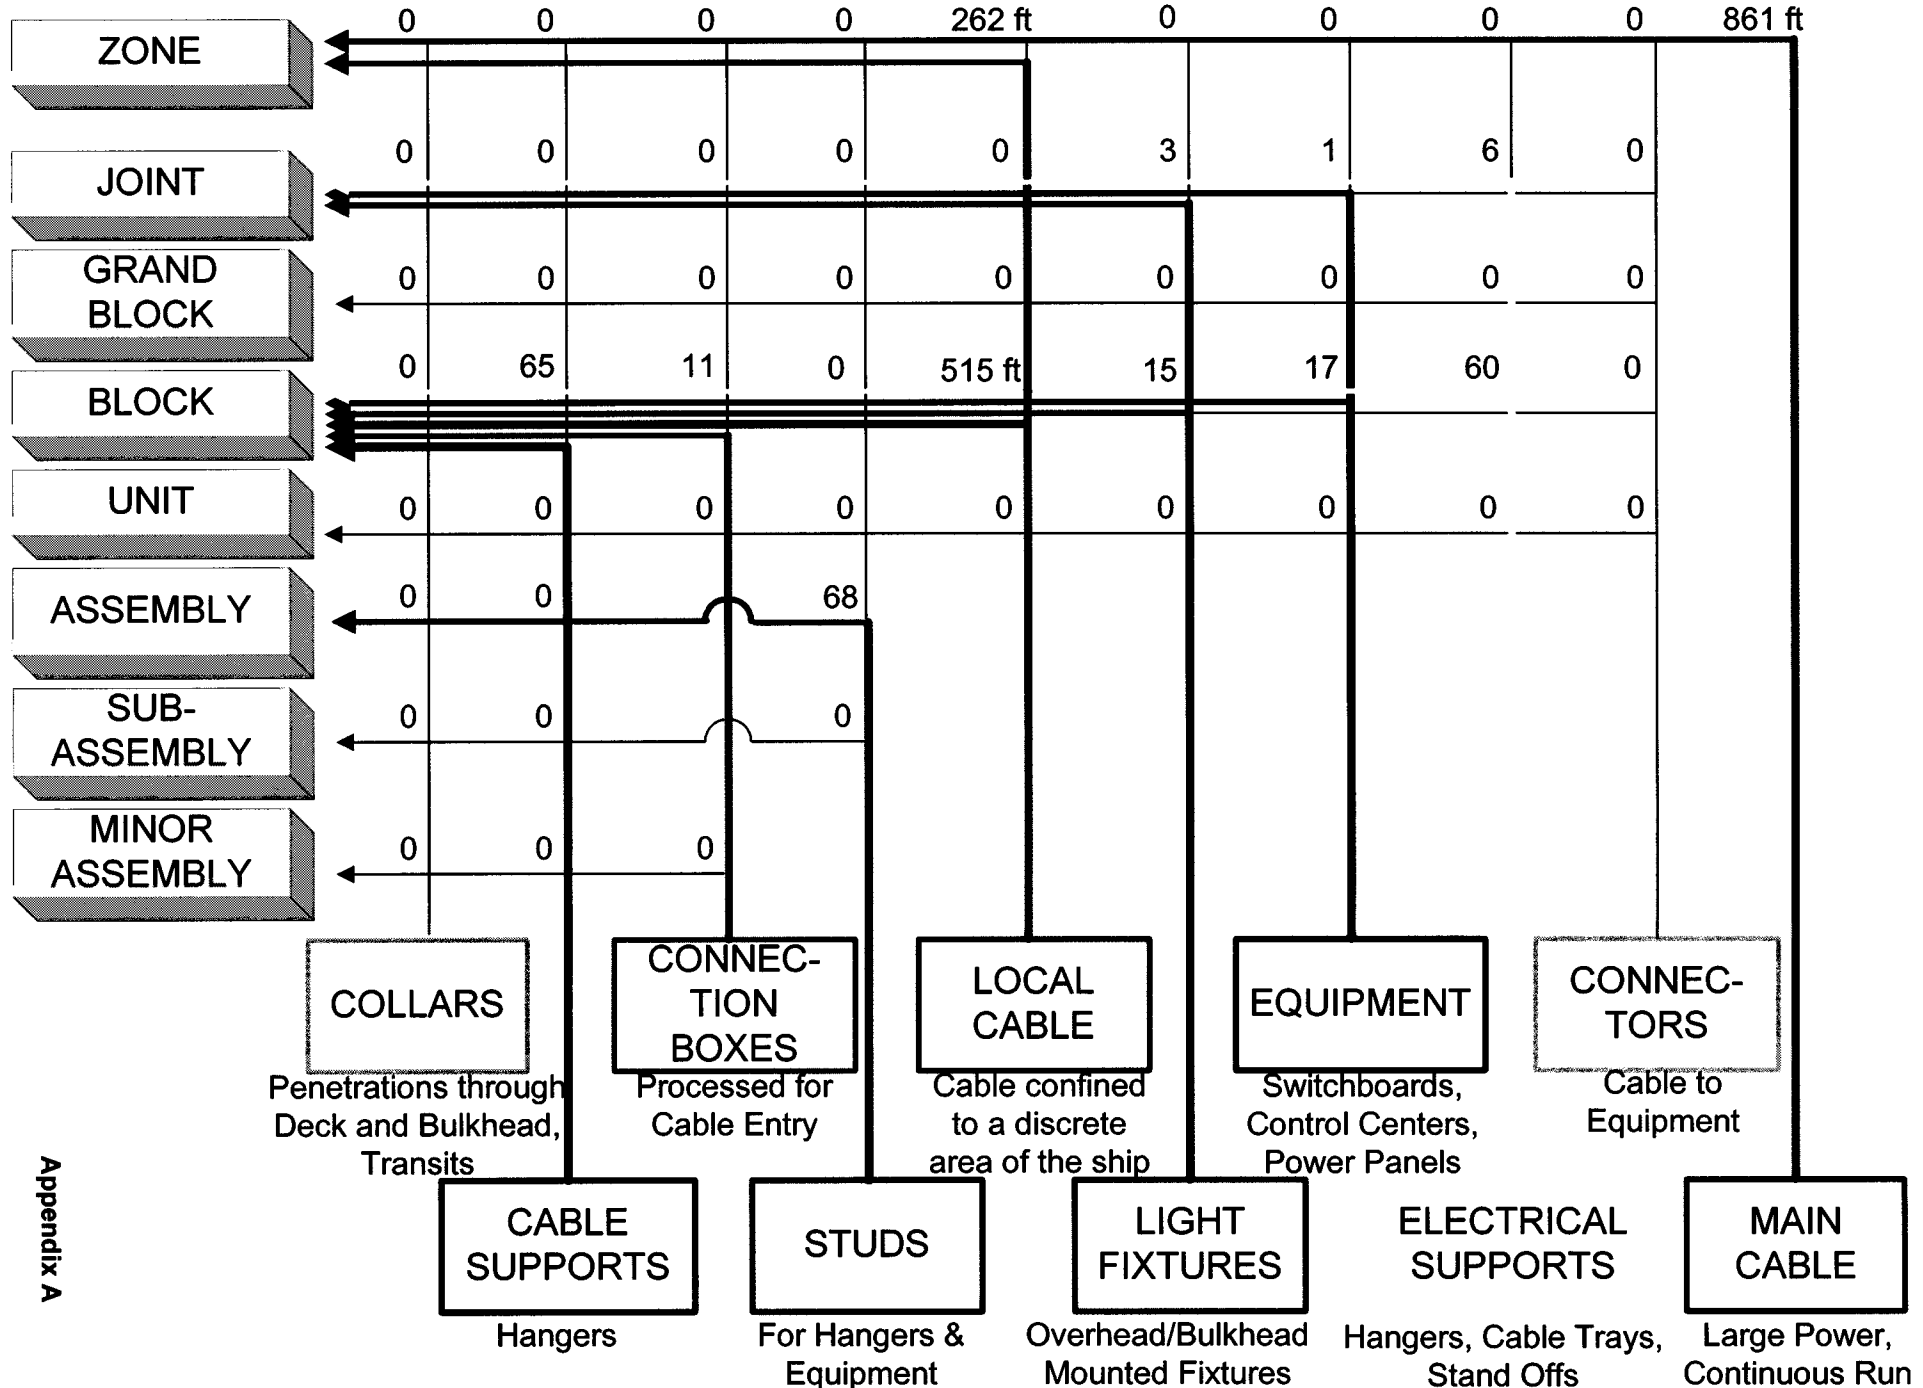 0 0 0 0 262 ft 0 0 0 0 861 ft
ZONE
0 0 0 0 0 3 1 6 0
JOINT
GRAND
BLOCK
0 0 0 0 0 0 0 0 0
0 65 11 0 515 ft 15 17 60 0
BLOCK
UNIT
0 0 0 0 0 0 0 0 0
0 0 68
ASSEMBLY
SUB-
ASSEMBLY
0 0 0
MINOR
ASSEMBLY
0 0 0
COLLARS
Penetrations through
Deck and Bulkhead,
Transits
CONNEC-
TION
BOXES
Processed for
Cable Entry
LOCAL
CABLE
Cable confined
to a discrete
area of the ship
EQUIPMENT
Switchboards,
Control Centers,
Power Panels
CONNEC-
TORS
Cable to
Equipment
CABLE
SUPPORTS
Hangers
STUDS
For Hangers &
Equipment
LIGHT
FIXTURES
Overhead/Bulkhead
Mounted Fixtures
ELECTRICAL
SUPPORTS
Hangers, Cable Trays,
Stand Offs
MAIN
CABLE
Large Power,
Continuous Run
Appendix A